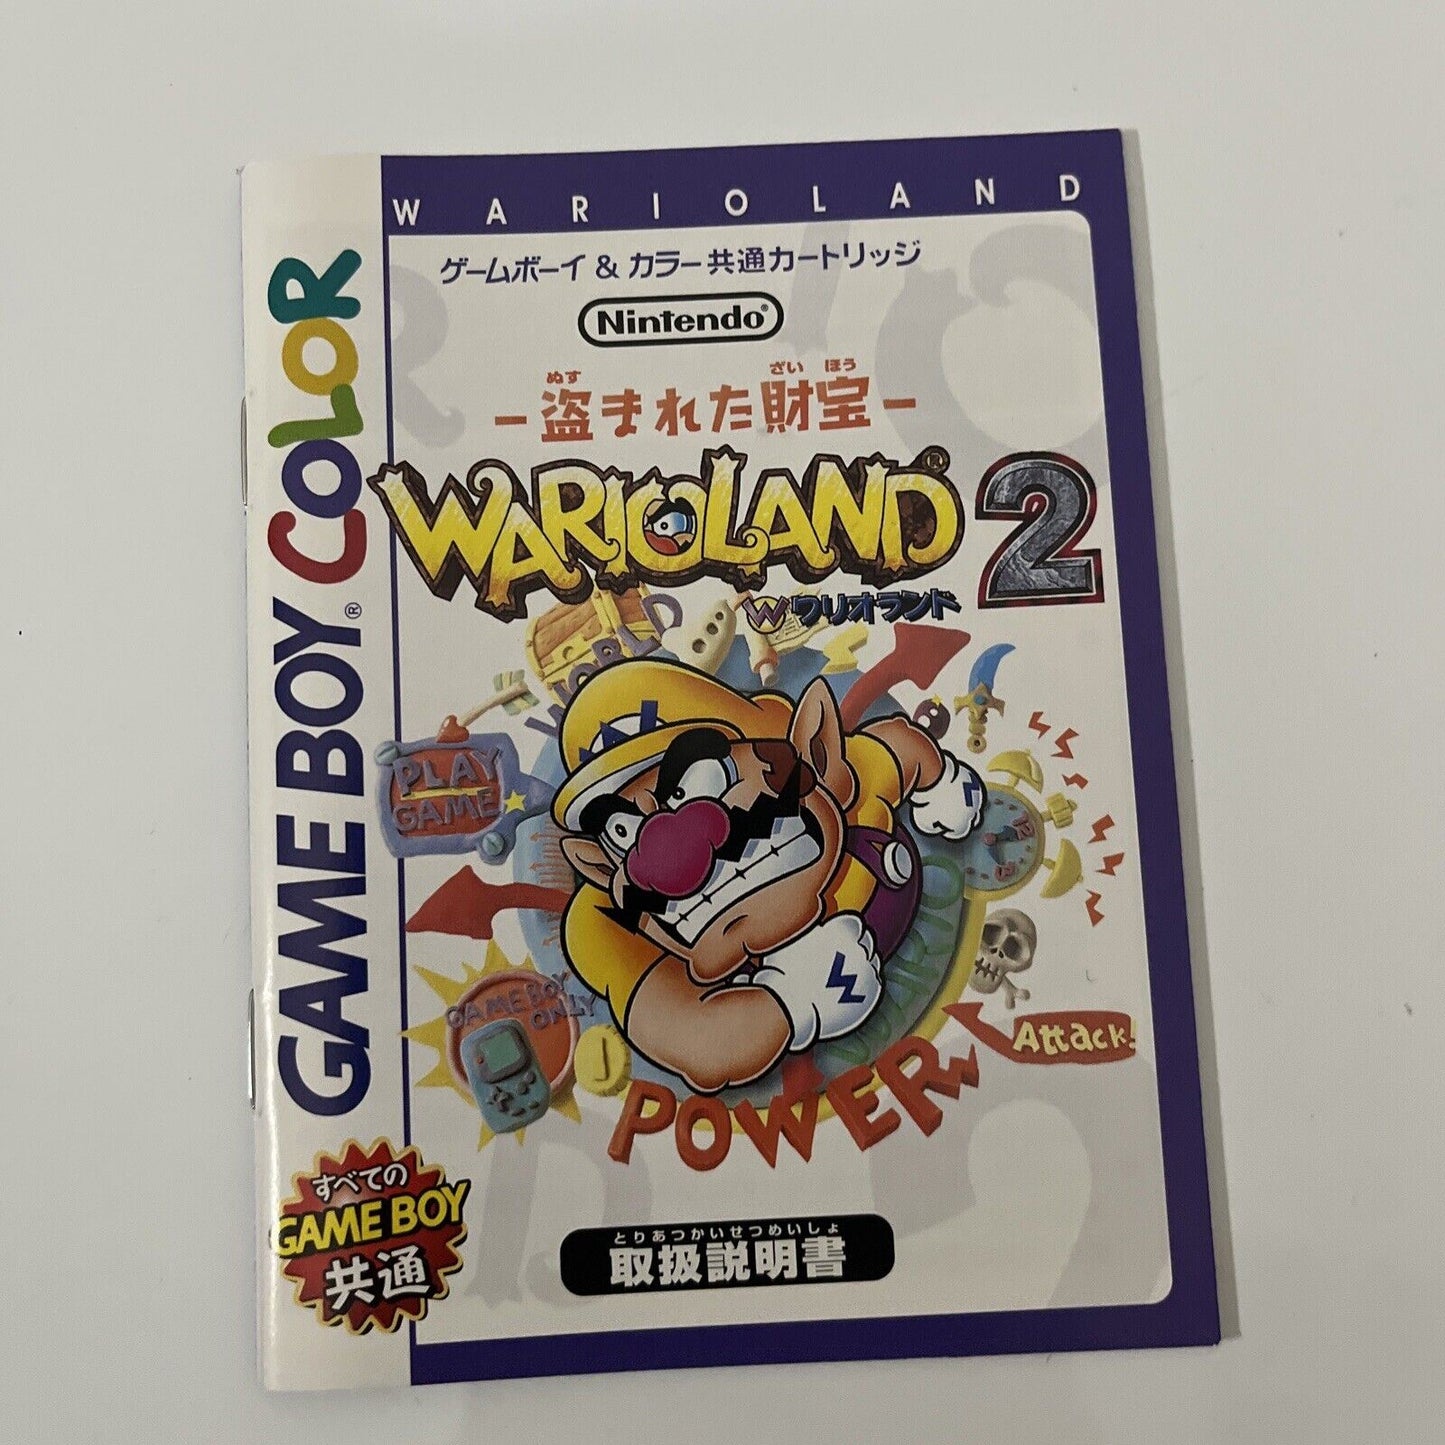 WARIOLAND
ゲームボーイ & カラー共通カートリッジ
Nintendo®
ぬす ざい ほう
-盗まれた財宝-
WARIOLAND® 2
W ワリオランド
WORLD
PLAY
GAME
W
12
WARIO
GAME BOY
ONLY
Attack!
POWER
GAME BOY® COLOR
すべての
GAME BOY
共通
とりあつかいせつめいしょ
取扱説明書